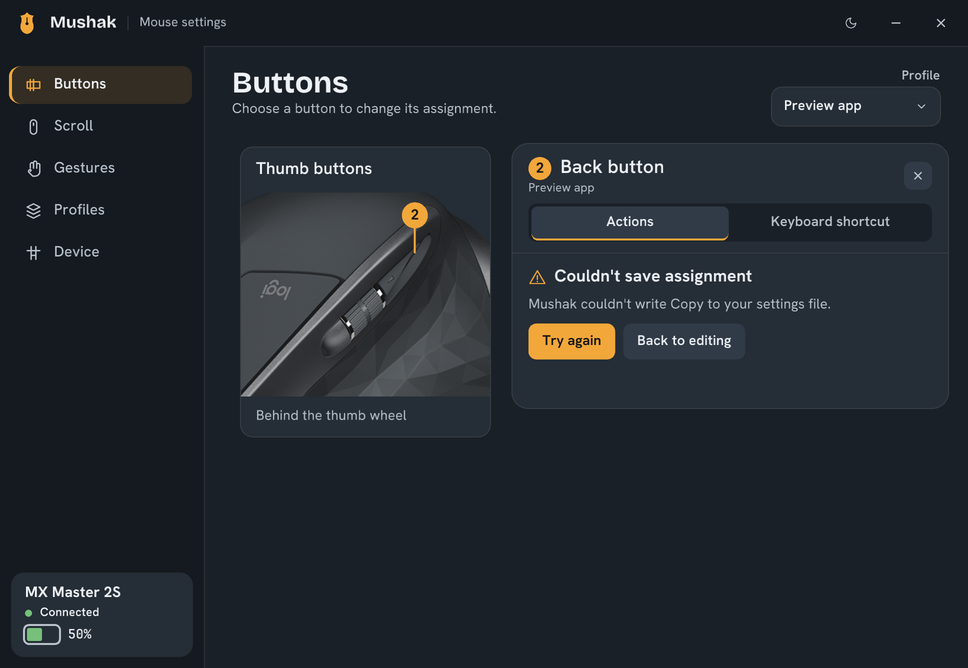 Mushak
Mouse settings
Buttons
Scroll
Gestures
Profiles
Device
MX Master 2S
Connected
50%
Buttons
Choose a button to change its assignment.
Profile
Preview app
Thumb buttons
2
logi
Behind the thumb wheel
2 Back button
Preview app
Actions
Keyboard shortcut
Couldn't save assignment
Mushak couldn't write Copy to your settings file.
Try again
Back to editing